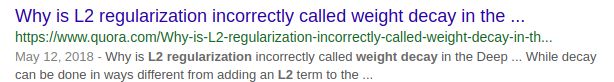 Why is L2 regularization incorrectly called weight decay in the ...
https://www.quora.com/Why-is-L2-regularization-incorrectly-called-weight-decay-in-th...
May 12, 2018 - Why is L2 regularization incorrectly called weight decay in the Deep ... While decay
can be done in ways different from adding an L2 term to the ...